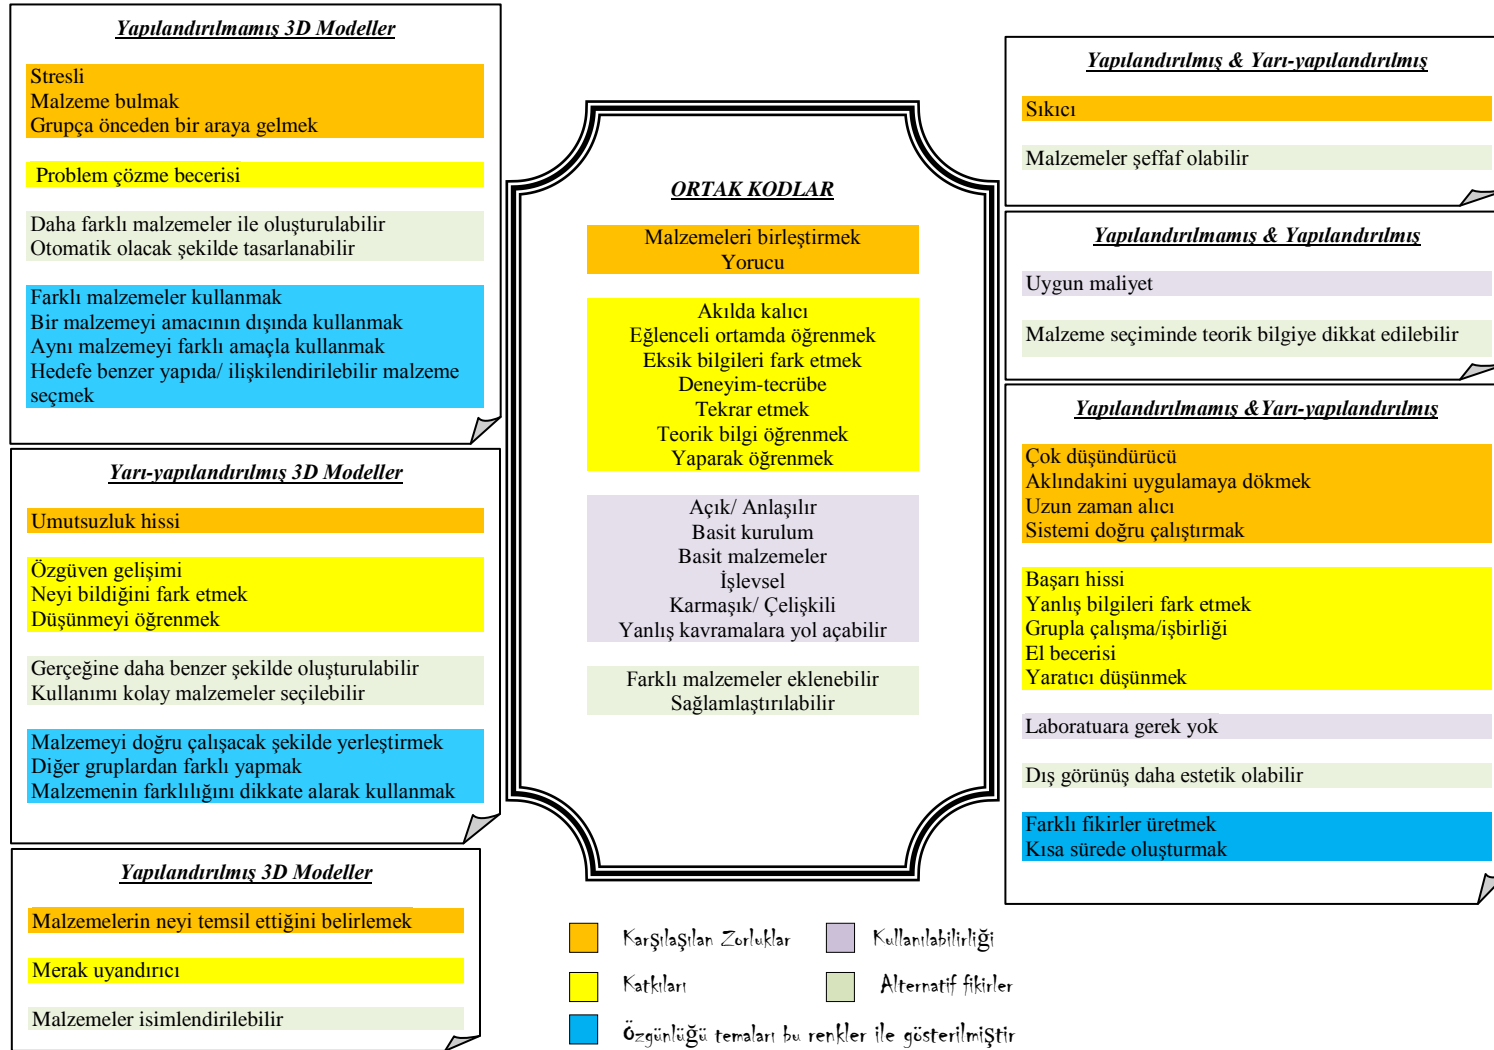 Yapılandırılmamış 3D Modeller
Stresli
Malzeme bulmak
Grupça önceden bir araya gelmek
Problem çözme becerisi
Daha farklı malzemeler ile oluşturulabilir
Otomatik olacak şekilde tasarlanabilir
Farklı malzemeler kullanmak
Bir malzemeyi amacının dışında kullanmak
Aynı malzemeyi farklı amaçla kullanmak
Hedefe benzer yapıda/ ilişkilendirilebilir malzeme
seçmek
Yarı-yapılandırılmış 3D Modeller
Umutsuzluk hissi
Özgüven gelişimi
Neyi bildiğini fark etmek
Düşünmeyi öğrenmek
Gerçeğine daha benzer şekilde oluşturulabilir
Kullanımı kolay malzemeler seçilebilir
Malzemeyi doğru çalışacak şekilde yerleştirmek
Diğer gruplardan farklı yapmak
Malzemenin farklılığını dikkate alarak kullanmak
Yapılandırılmış 3D Modeller
Malzemelerin neyi temsil ettiğini belirlemek
Merak uyandırıcı
Malzemeler isimlendirilebilir
ORTAK KODLAR
Malzemeleri birleştirmek
Yorucu
Akılda kalıcı
Eğlenceli ortamda öğrenmek
Eksik bilgileri fark etmek
Deneyim-tecrübe
Tekrar etmek
Teorik bilgi öğrenmek
Yaparak öğrenmek
Açık/ Anlaşılır
Basit kurulum
Basit malzemeler
İşlevsel
Karmaşık/ Çelişkili
Yanlış kavramalara yol açabilir
Farklı malzemeler eklenebilir
Sağlamlaştırılabilir
Yapılandırılmış & Yarı-yapılandırılmış
Sıkıcı
Malzemeler şeffaf olabilir
Yapılandırılmamış & Yapılandırılmış
Uygun maliyet
Malzeme seçiminde teorik bilgiye dikkat edilebilir
Yapılandırılmamış &Yarı-yapılandırılmış
Çok düşündürücü
Aklındakini uygulamaya dökmek
Uzun zaman alıcı
Sistemi doğru çalıştırmak
Başarı hissi
Yanlış bilgileri fark etmek
Grupla çalışma/işbirliği
El becerisi
Yaratıcı düşünmek
Laboratuara gerek yok
Dış görünüş daha estetik olabilir
Farklı fikirler üretmek
Kısa sürede oluşturmak
Karşılaşılan Zorluklar
Kullanılabilirliği
Katkıları
Alternatif fikirler
Özgünlüğü temaları bu renkler ile gösterilmiştir